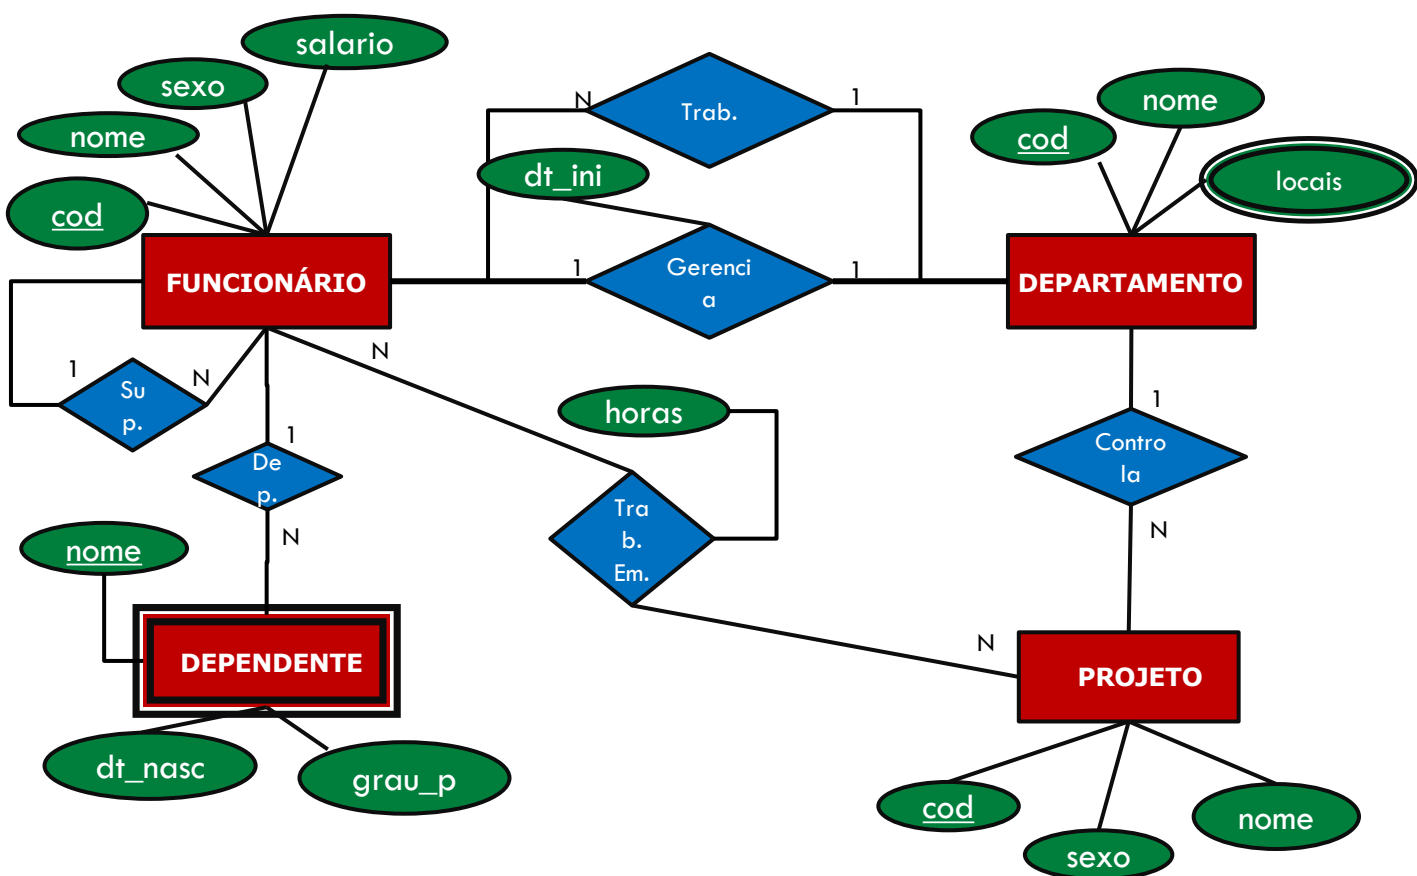 salario
sexo
nome
cod
N
Trab.
1
dt_ini
cod
nome
locais
FUNCIONÁRIO
1
Gerenci
a
1
DEPARTAMENTO
1
Su
p.
N
N
1
De
p.
N
horas
Tra
b.
Em.
N
1
Contro
la
N
nome
DEPENDENTE
dt_nasc
grau_p
PROJETO
cod
sexo
nome